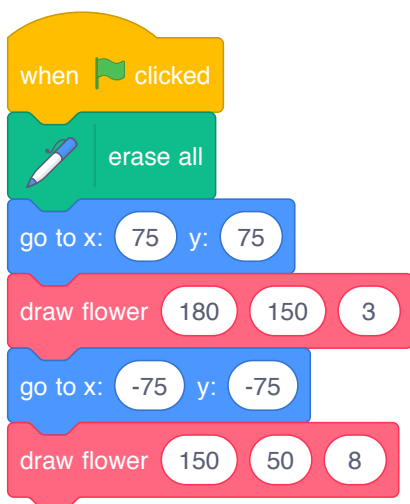 when clicked
erase all
go to x: 75 y: 75
draw flower 180 150 3
go to x: -75 y: -75
draw flower 150 50 8